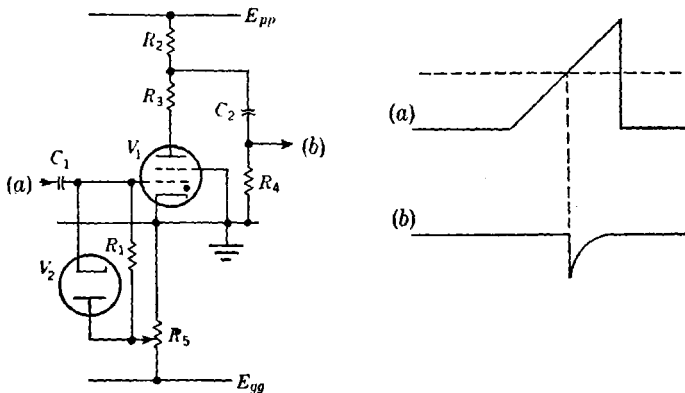 E_pp
R_2
R_3
C_2
V_1
(b)
C_1
(a)
R_4
R_1
V_2
R_5
E_gg
(a)
(b)